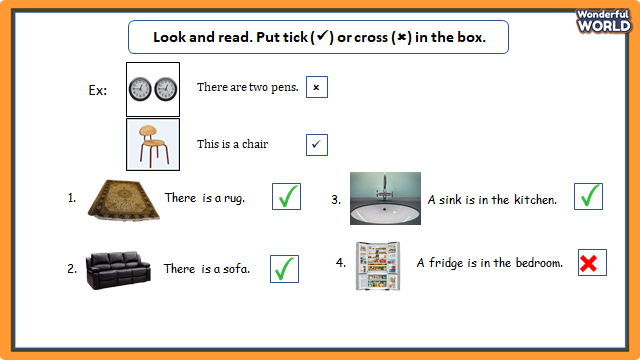 Wonderful
WORLD
Look and read. Put tick (✓) or cross (✖) in the box.
Ex:
There are two pens. ✖
This is a chair ✓
1. There is a rug. ✓
2. There is a sofa. ✓
3. A sink is in the kitchen. ✓
4. A fridge is in the bedroom. ✖